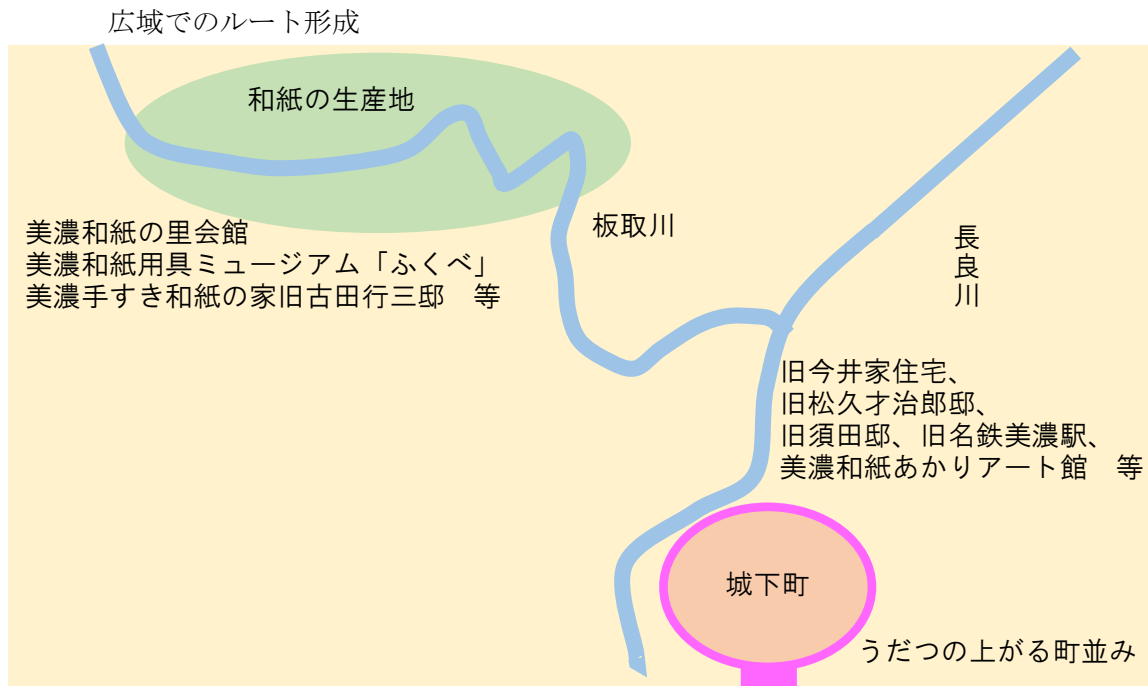 広域でのルート形成
和紙の生産地
美濃和紙の里会館
美濃和紙用具ミュージアム「ふくべ」
美濃手すき和紙の家旧古田行三邸　等
板取川
長良川
旧今井家住宅、
旧松久才治郎邸、
旧須田邸、旧名鉄美濃駅、
美濃和紙あかりアート館　等
城下町
うだつの上がる町並み